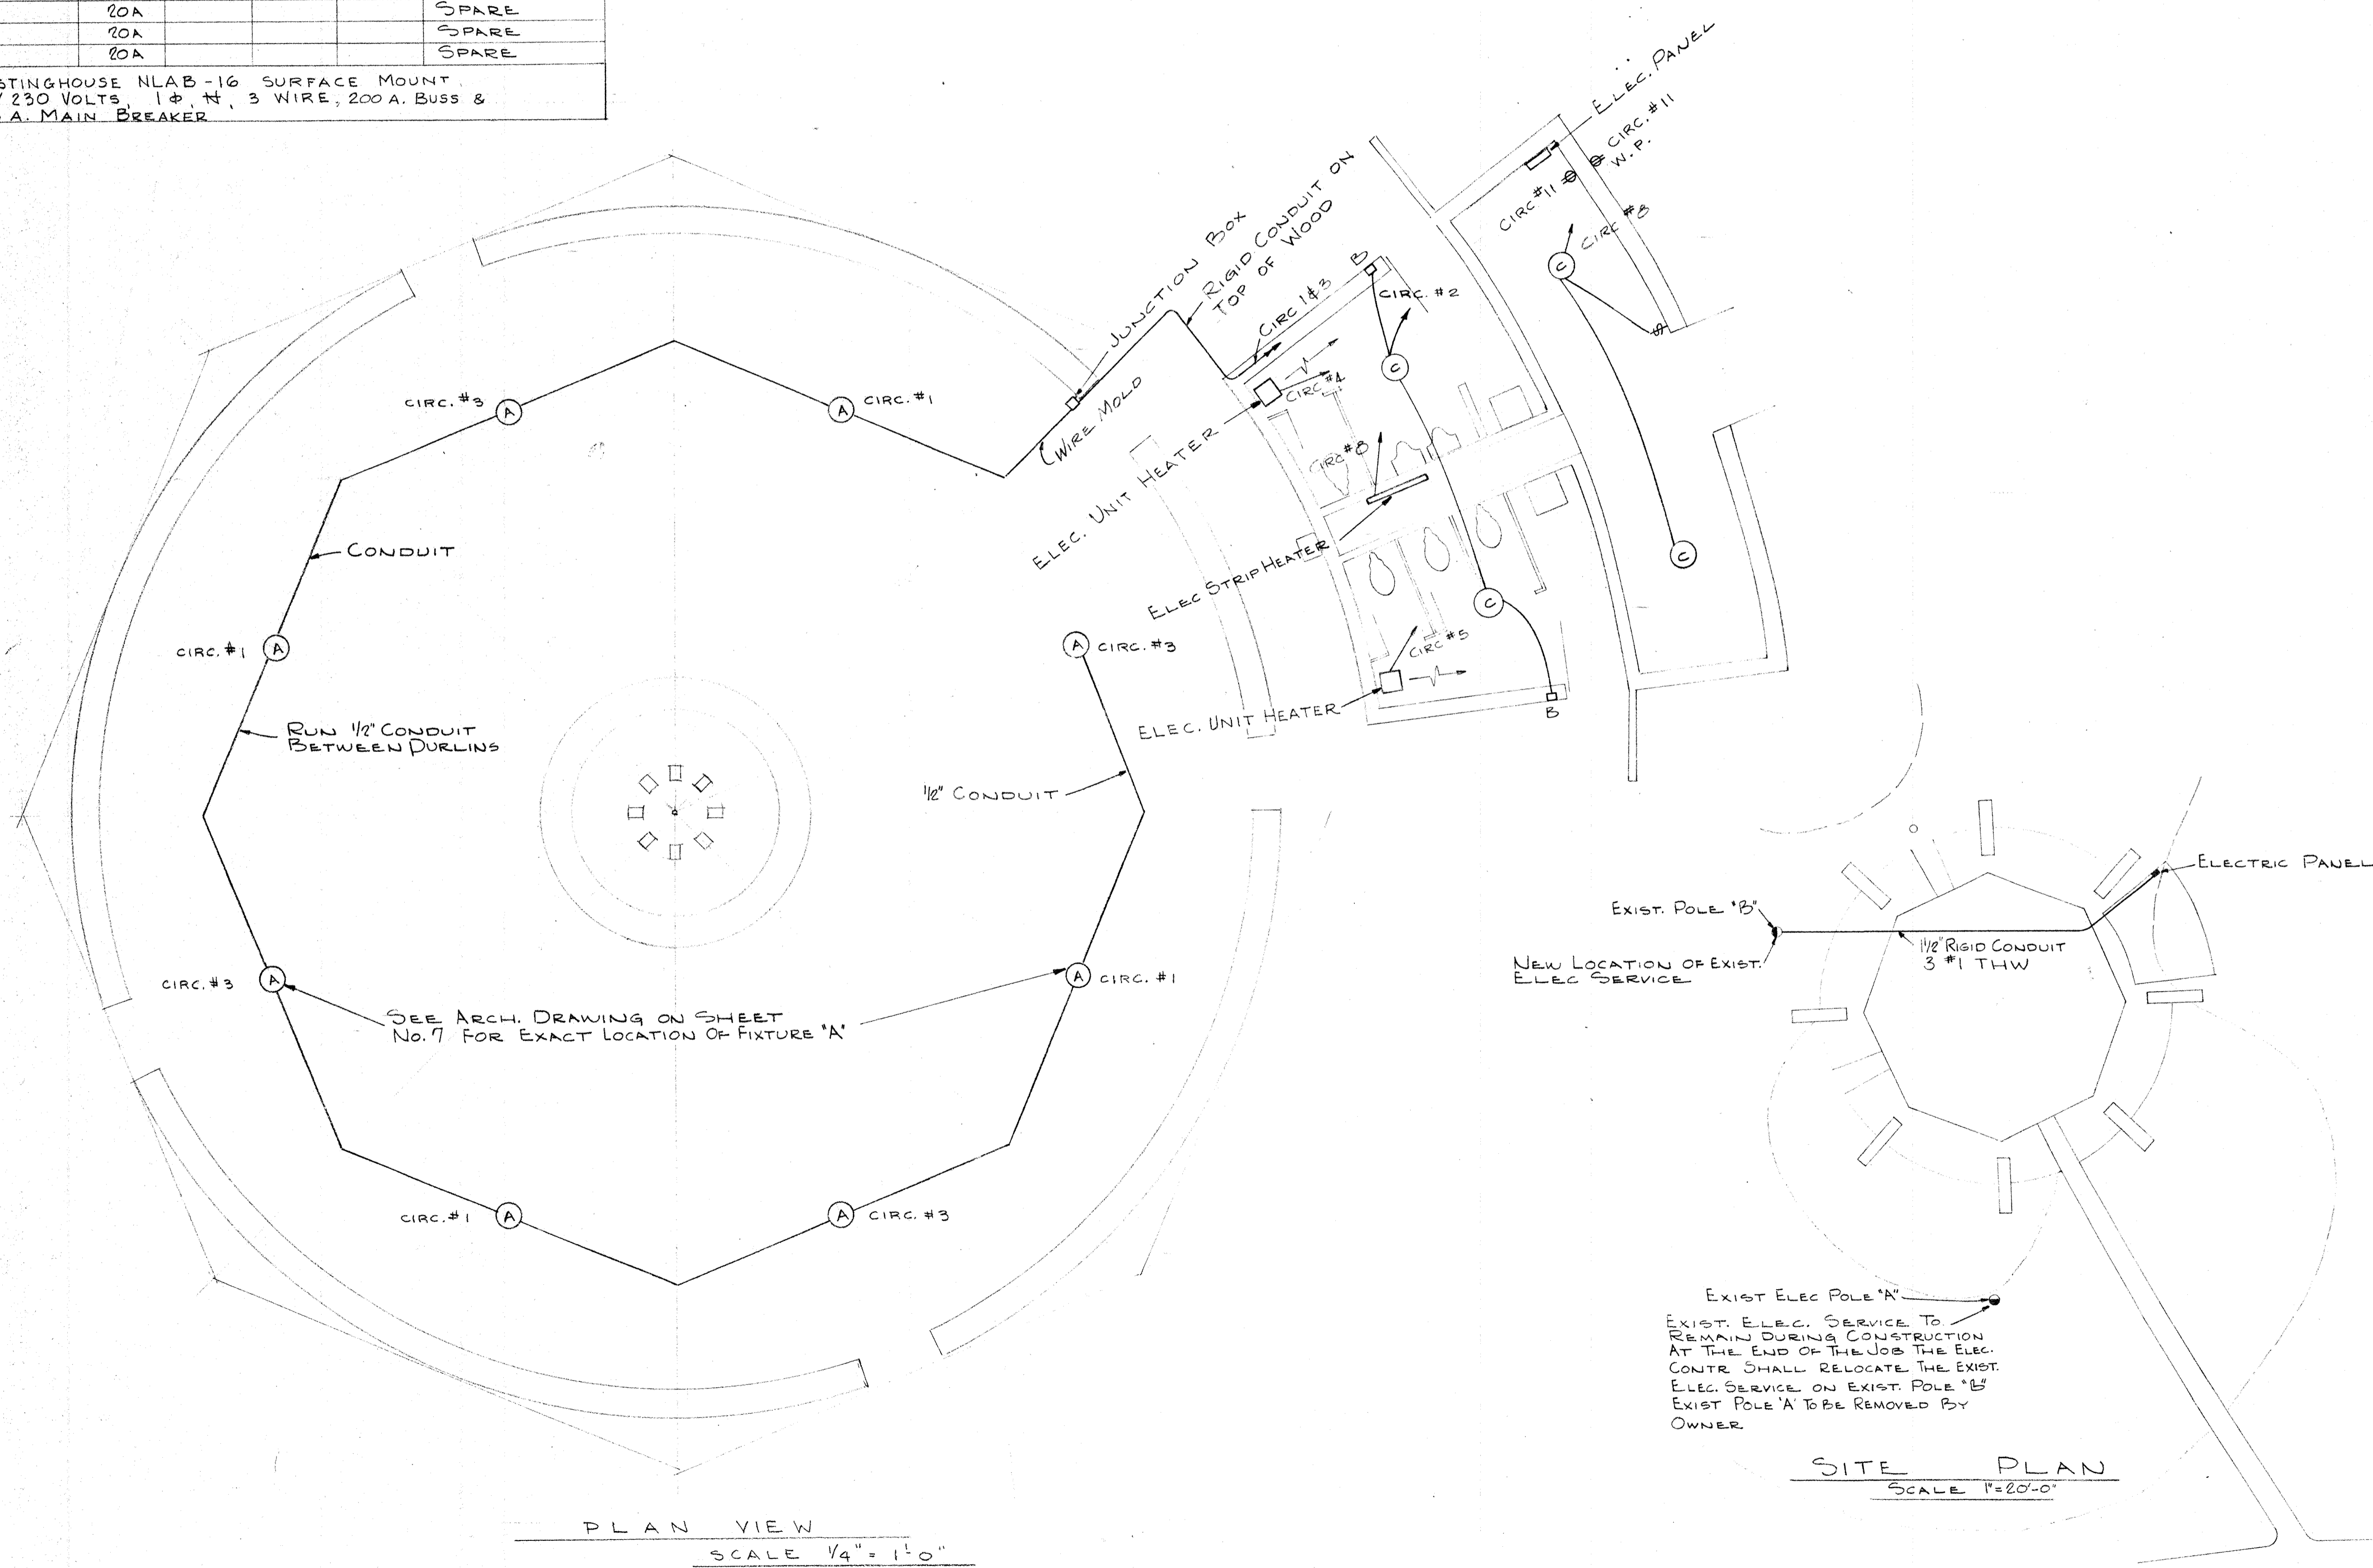 20A SPARE
20A SPARE
20A SPARE
STINGHOUSE NLAB-16 SURFACE MOUNT,
/230 VOLTS, 1Φ, N, 3 WIRE, 200 A. BUSS &
A. MAIN BREAKER
ELEC. PANEL
CIRC. #11
W.P.
CIRC #11
CIRC #8
C
JUNCTION BOX
RIGID CONDUIT ON
TOP OF WOOD
CIRC 1&3
B
CIRC. #2
C
S
CIRC. #3
A
A
CIRC. #1
WIRE MOLD
CIRC #4
ELEC. UNIT HEATER
CIRC #8
CONDUIT
ELEC STRIP HEATER
C
C
CIRC. #1
A
A
CIRC. #3
CIRC #5
ELEC. UNIT HEATER
B
RUN 1/2" CONDUIT
BETWEEN PURLINS
1/2" CONDUIT
CIRC. #3
A
A
CIRC. #1
SEE ARCH. DRAWING ON SHEET
NO. 7 FOR EXACT LOCATION OF FIXTURE "A"
CIRC. #1
A
A
CIRC. #3
PLAN VIEW
SCALE 1/4" = 1'-0"
ELECTRIC PANEL
EXIST. POLE "B"
1 1/2" RIGID CONDUIT
3 #1 THW
NEW LOCATION OF EXIST.
ELEC SERVICE
EXIST ELEC POLE "A"
EXIST. ELEC. SERVICE TO
REMAIN DURING CONSTRUCTION
AT THE END OF THE JOB THE ELEC.
CONTR SHALL RELOCATE THE EXIST.
ELEC. SERVICE ON EXIST. POLE "B"
EXIST POLE 'A' TO BE REMOVED BY
OWNER
SITE PLAN
SCALE 1"=20'-0"